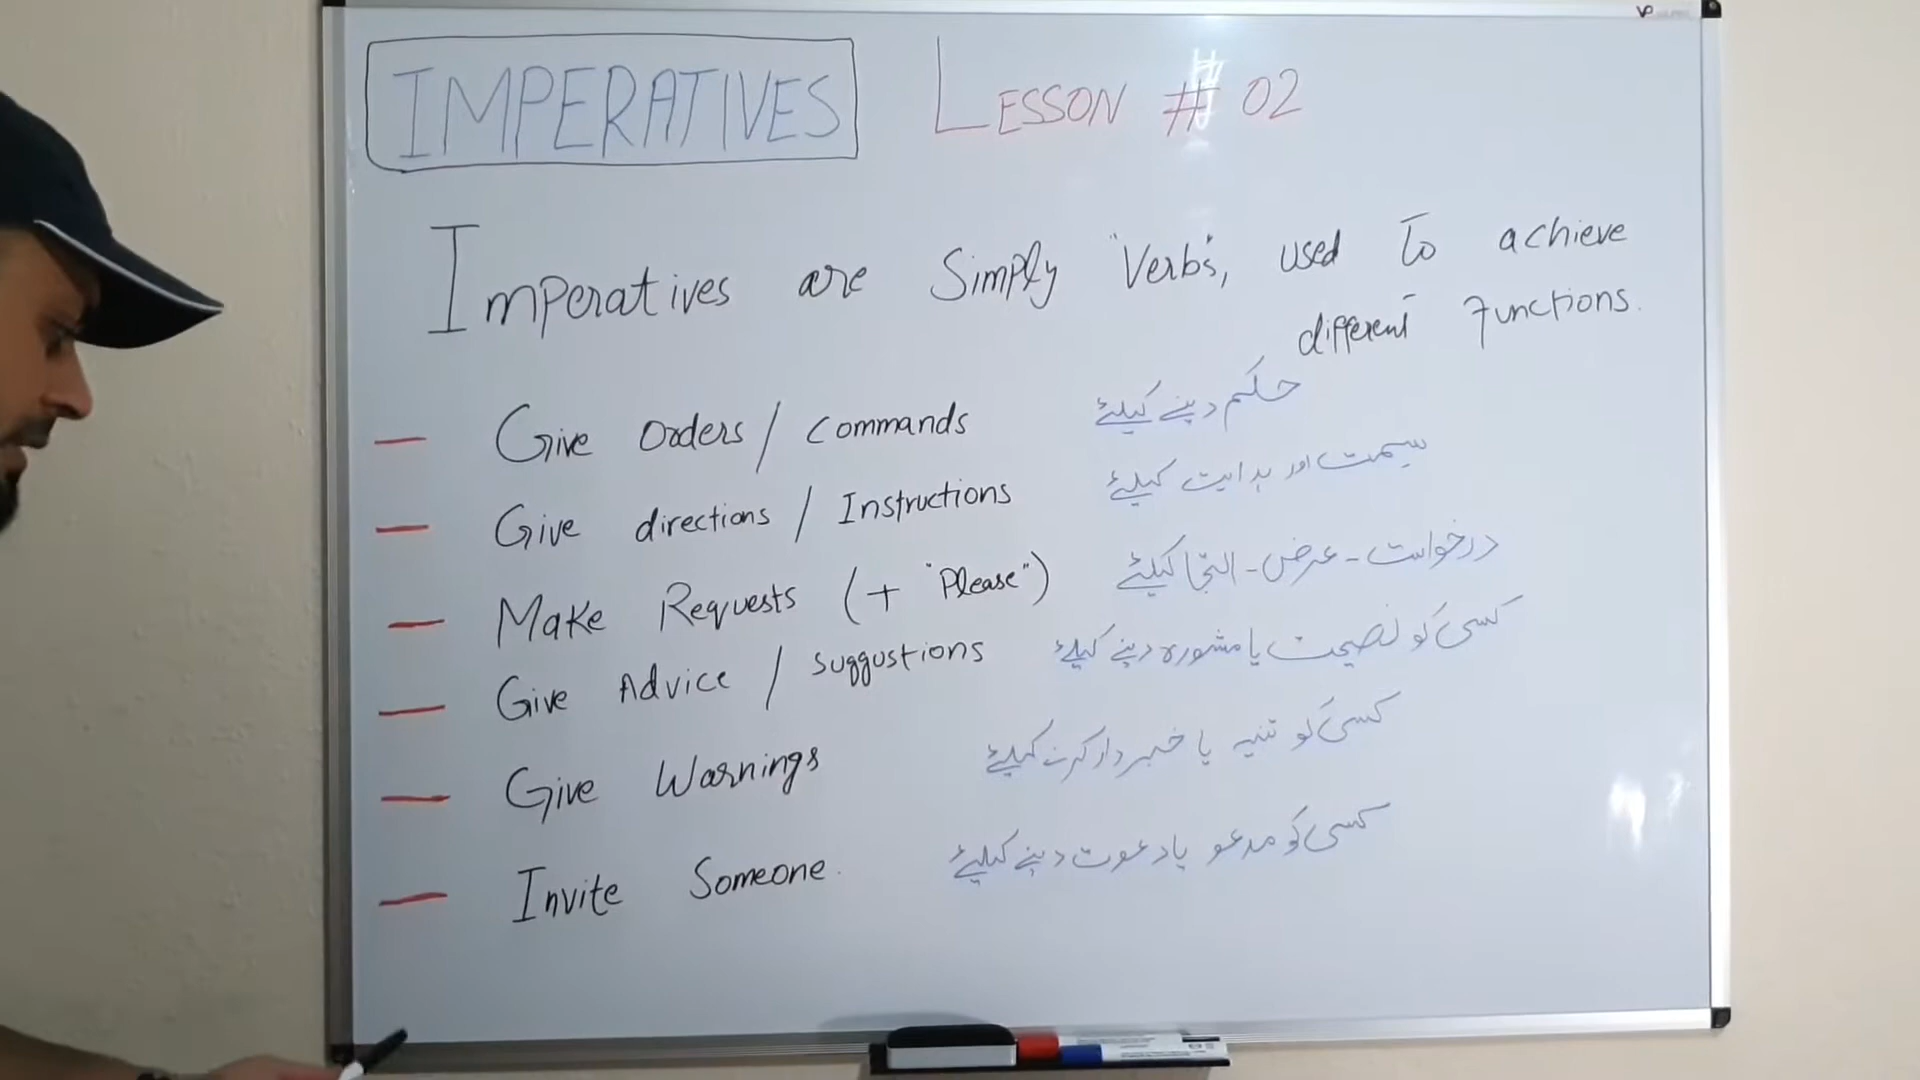 IMPERATIVES LESSON # 02
Imperatives are Simply "Verbs", used to achieve
different Functions.
— Give Orders / Commands حکم دینے کیلئے
— Give directions / Instructions سیمت اور ہدایت کیلئے
— Make Requests (+ "Please") درخواست - عرض - التجا کیلئے
— Give Advice / Suggustions کسی کو نصیحت یا مشورہ دینے کیلئے
— Give Warnings کسی کو تنبیہ یا خبردار کرنے کیلئے
— Invite Someone. کسی کو مدعو یا دعوت دینے کیلئے